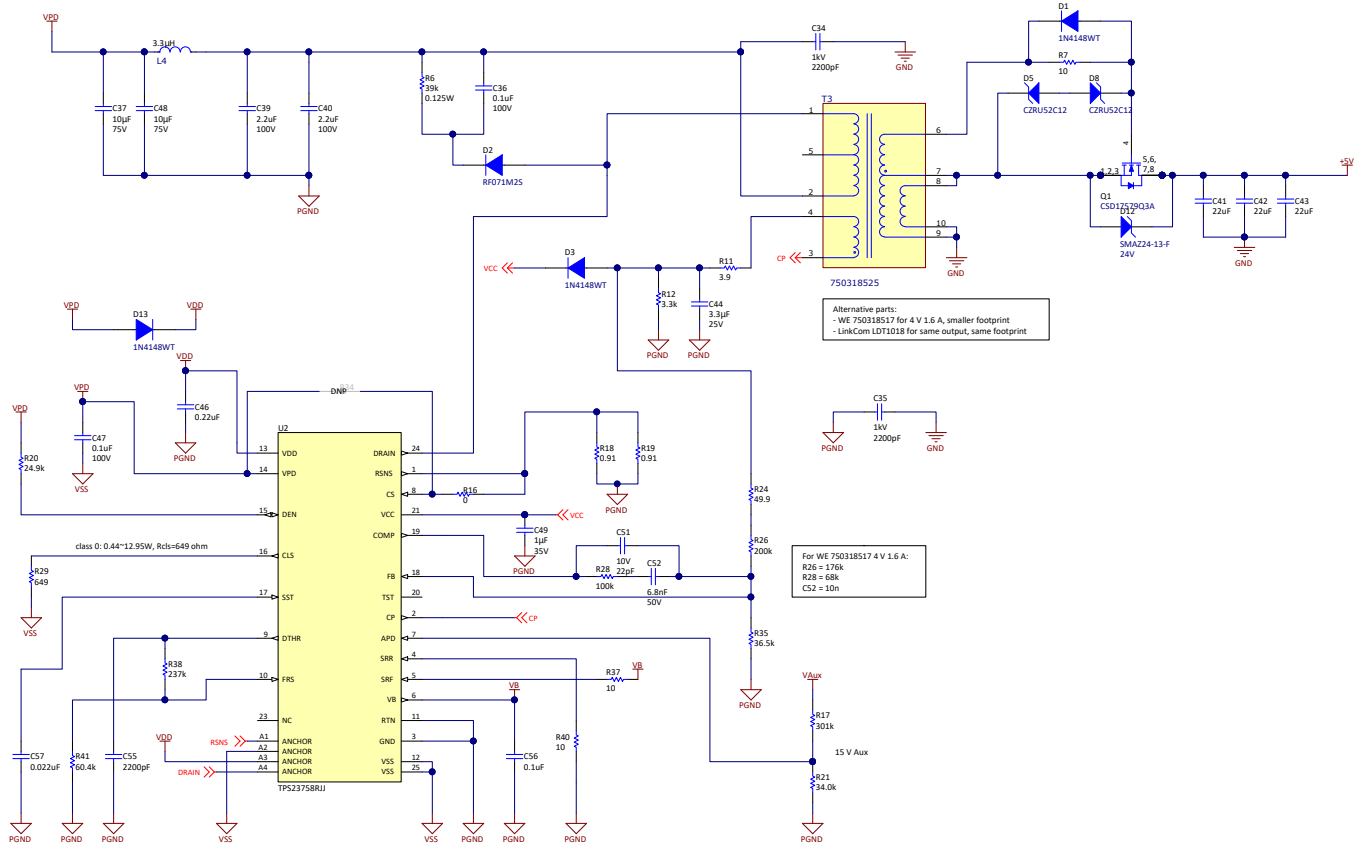 VPD
3.3µH
L4
C37
10µF
75V
C48
10µF
75V
C39
2.2uF
100V
C40
2.2uF
100V
PGND
R6
39k
0.125W
C36
0.1uF
100V
D2
RF071M2S
C34
1kV
2200pF
GND
D1
1N4148WT
R7
10
D5
CZRU52C12
D8
CZRU52C12
T3
1
5
2
4
3
6
7
8
10
9
CP
750318525
GND
4
1,2,3
5,6,
7,8
Q1
CSD17579Q3A
D12
SMAZ24-13-F
24V
+5V
C41
22uF
C42
22uF
C43
22uF
GND
VCC
D3
1N4148WT
R11
3.9
R12
3.3k
C44
3.3µF
25V
PGND
PGND
Alternative parts:
- WE 750318517 for 4 V 1.6 A, smaller footprint
- LinkCom LDT1018 for same output, same footprint
VPD
D13
1N4148WT
VDD
VDD
C46
0.22uF
PGND
VPD
C47
0.1uF
100V
VSS
VPD
R20
24.9k
DNP
C35
1kV
2200pF
PGND
GND
U2
13
VDD
14
VPD
15
DEN
16
CLS
17
SST
9
DTHR
10
FRS
23
NC
A1
ANCHOR
A2
ANCHOR
A3
ANCHOR
A4
ANCHOR
DRAIN
24
RSNS
1
CS
8
VCC
21
COMP
19
FB
18
TST
20
CP
2
APD
7
SRR
4
SRF
5
VB
6
RTN
11
GND
3
VSS
12
VSS
25
TPS23758RJJ
R16
0
R18
0.91
R19
0.91
PGND
VCC
C49
1µF
35V
PGND
C51
10V
22pF
R28
100k
C52
6.8nF
50V
R24
49.9
R26
200k
R35
36.5k
PGND
For WE 750318517 4 V 1.6 A:
R26 = 176k
R28 = 68k
C52 = 10n
CP
class 0: 0.44~12.95W, Rcls=649 ohm
R29
649
VSS
R38
237k
C57
0.022uF
PGND
R41
60.4k
PGND
C55
2200pF
PGND
VDD
RSNS
DRAIN
VSS
VSS
PGND
VB
C56
0.1uF
PGND
R37
10
VB
R40
10
PGND
VAux
R17
301k
15 V Aux
R21
34.0k
PGND